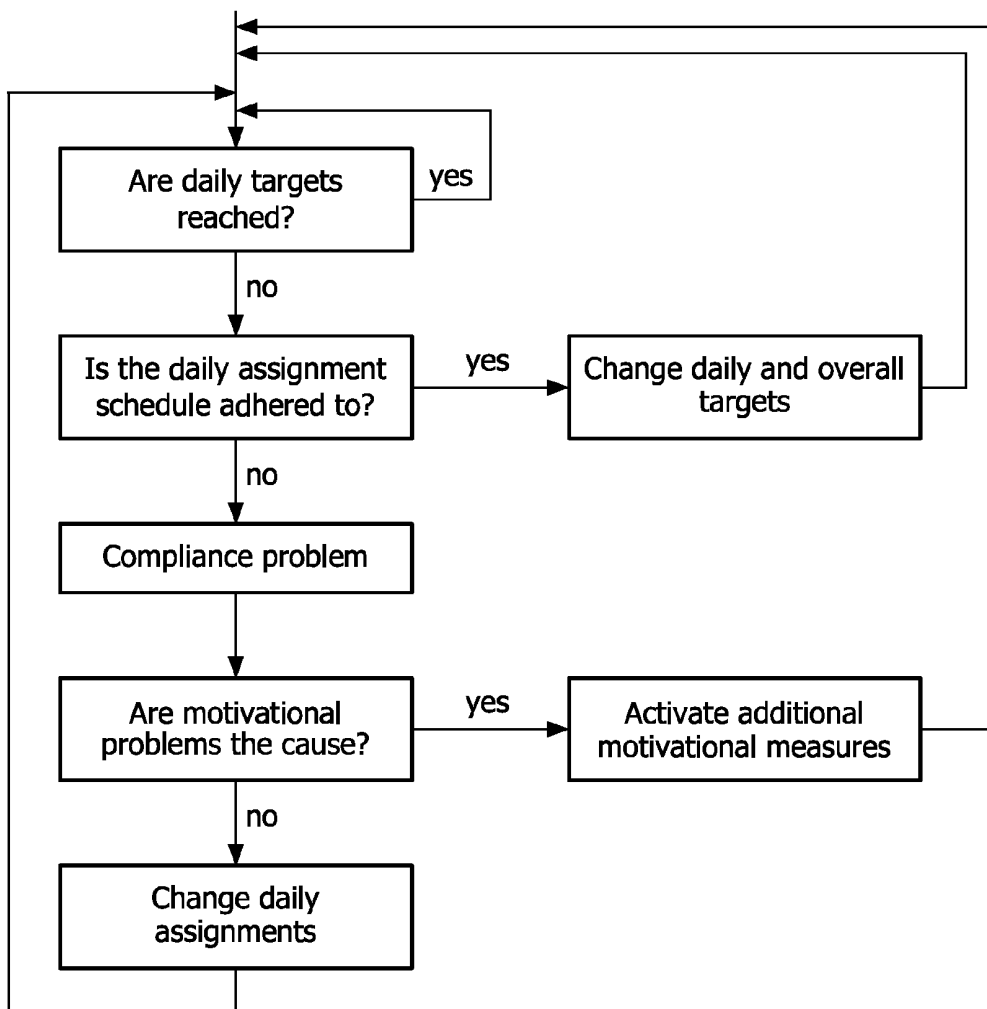 Are daily targets
reached?
yes
no
Is the daily assignment
schedule adhered to?
yes
Change daily and overall
targets
no
Compliance problem
Are motivational
problems the cause?
yes
Activate additional
motivational measures
no
Change daily
assignments